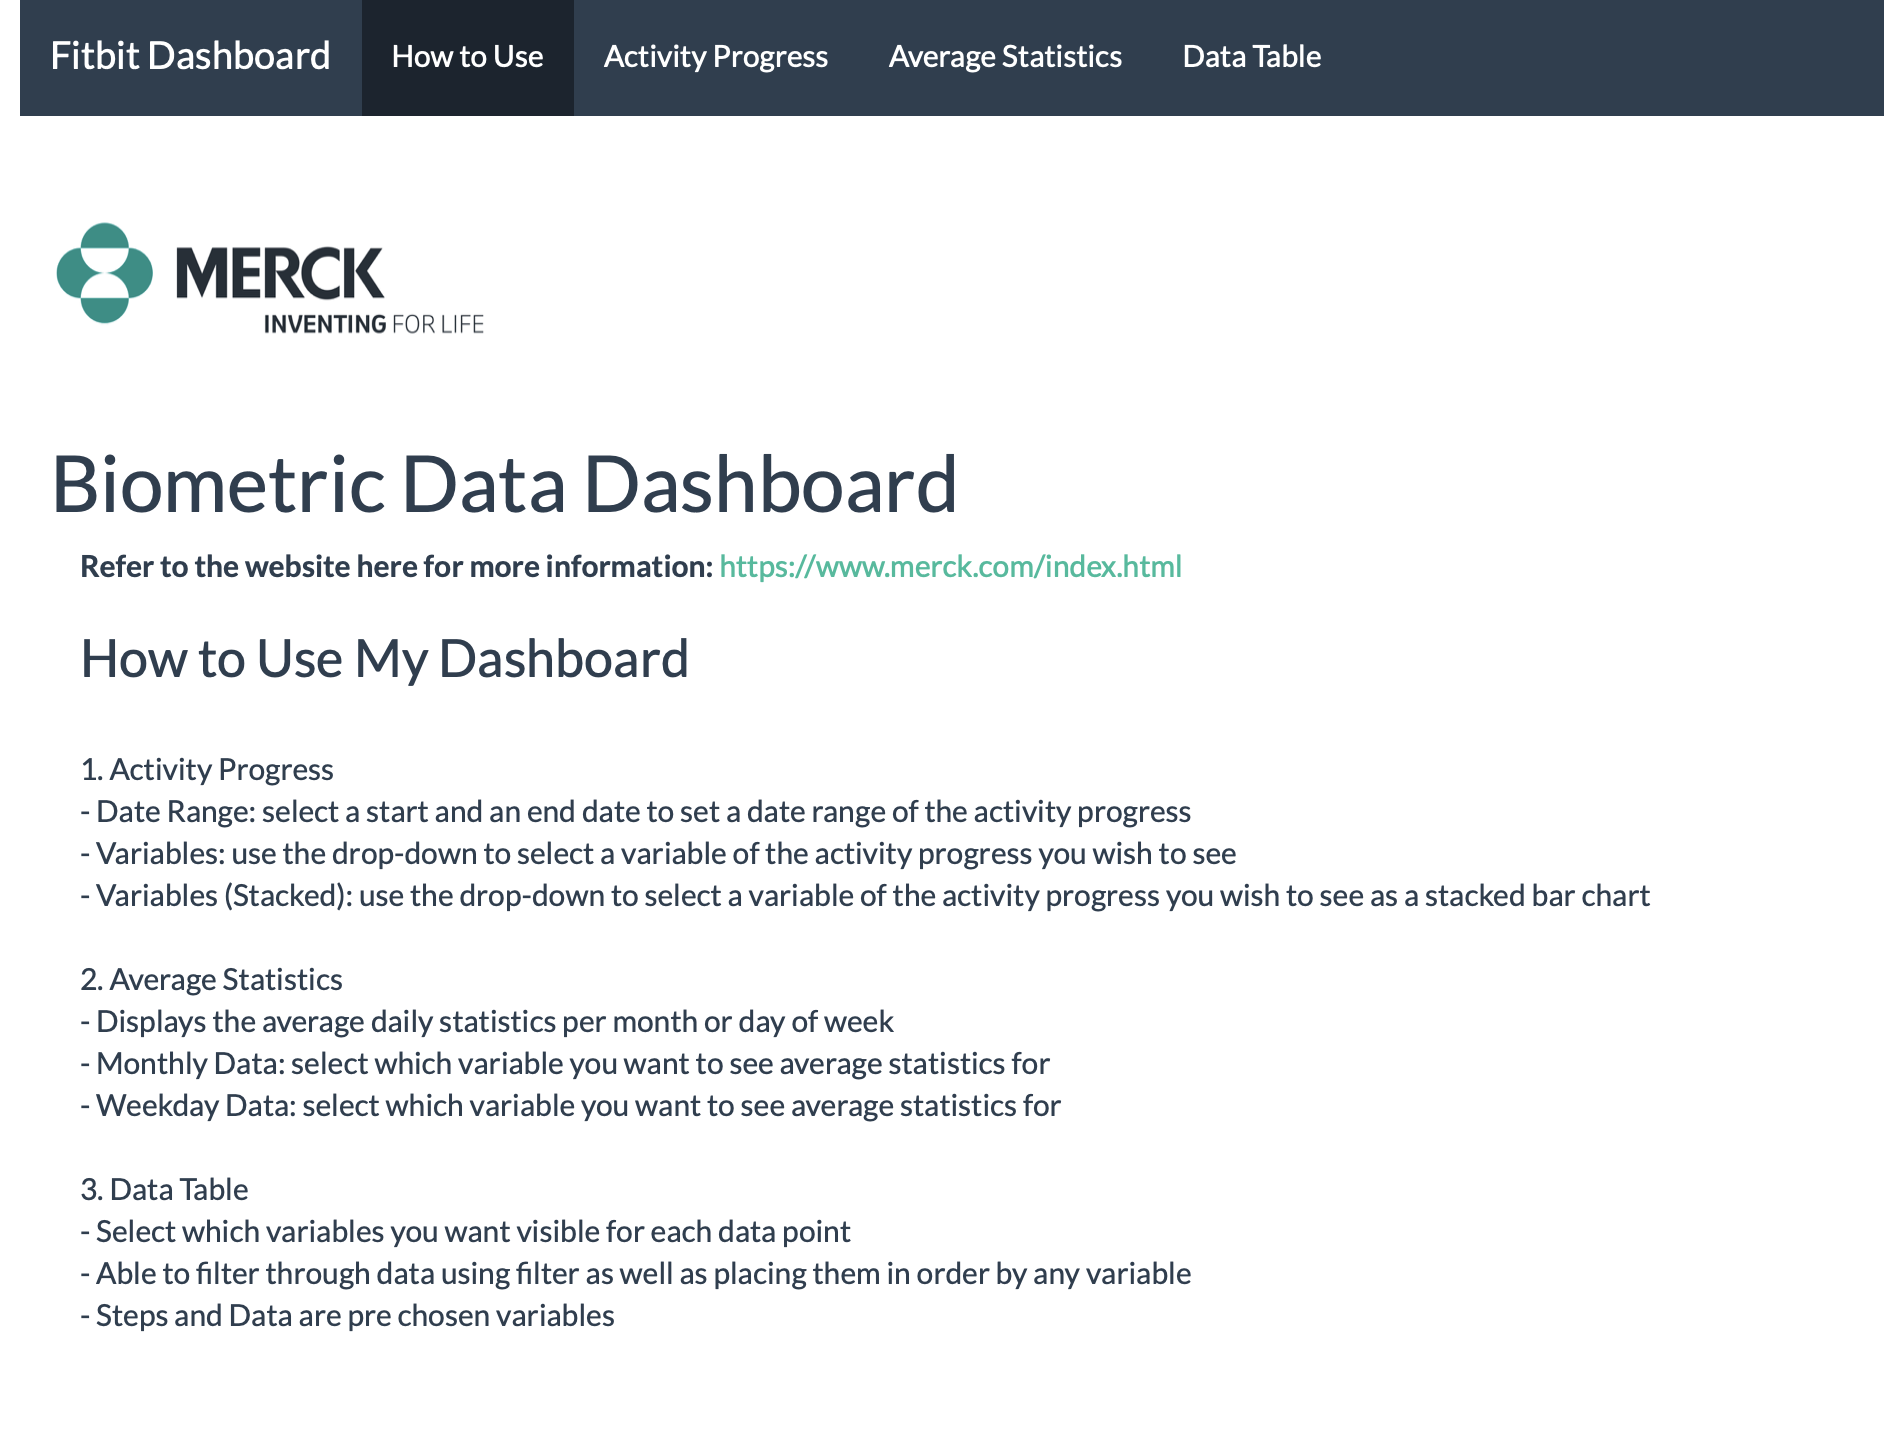 Fitbit Dashboard How to Use Activity Progress Average Statistics Data Table
MERCK
INVENTING FOR LIFE
Biometric Data Dashboard
Refer to the website here for more information: https://www.merck.com/index.html
How to Use My Dashboard
1. Activity Progress
- Date Range: select a start and an end date to set a date range of the activity progress
- Variables: use the drop-down to select a variable of the activity progress you wish to see
- Variables (Stacked): use the drop-down to select a variable of the activity progress you wish to see as a stacked bar chart
2. Average Statistics
- Displays the average daily statistics per month or day of week
- Monthly Data: select which variable you want to see average statistics for
- Weekday Data: select which variable you want to see average statistics for
3. Data Table
- Select which variables you want visible for each data point
- Able to filter through data using filter as well as placing them in order by any variable
- Steps and Data are pre chosen variables